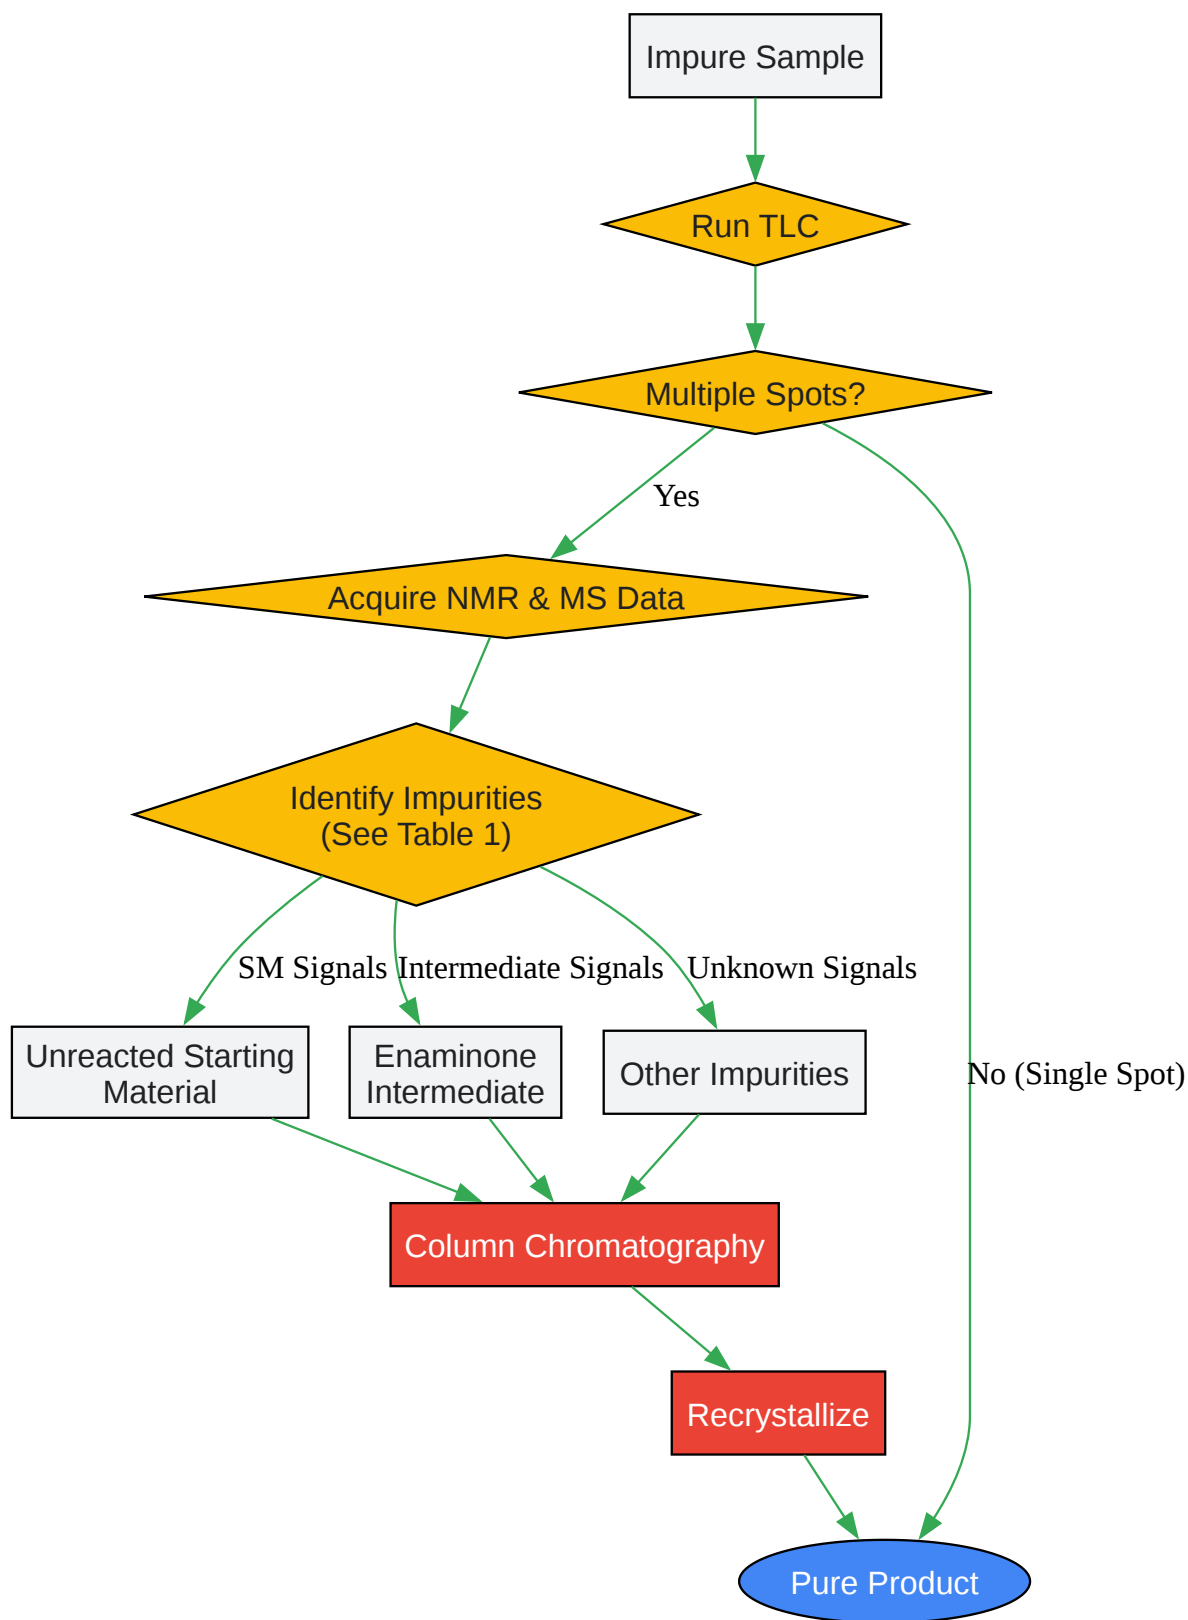 Impure Sample
Run TLC
Multiple Spots?
Yes
Acquire NMR & MS Data
Identify Impurities
(See Table 1)
SM Signals
Intermediate Signals
Unknown Signals
Unreacted Starting
Material
Enaminone
Intermediate
Other Impurities
No (Single Spot)
Column Chromatography
Recrystallize
Pure Product